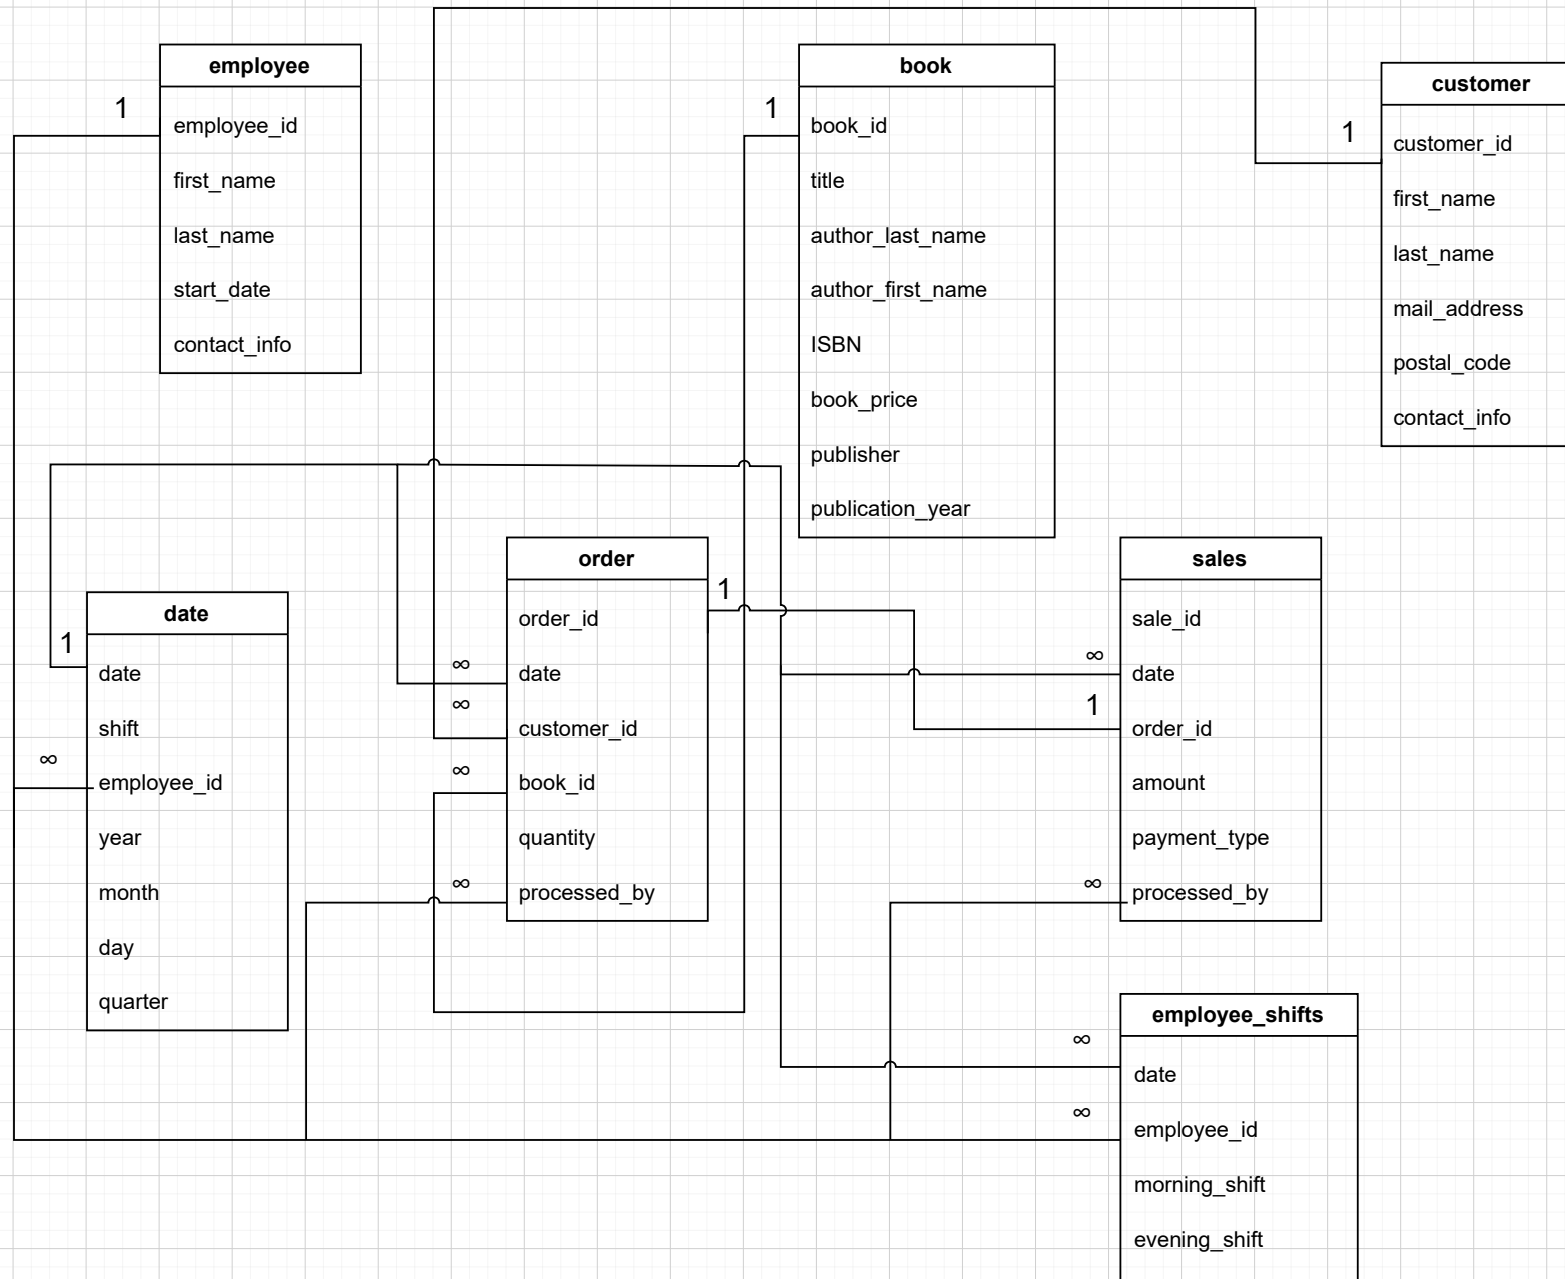 employee
1
employee_id
first_name
last_name
start_date
contact_info
book
1
book_id
title
author_last_name
author_first_name
ISBN
book_price
publisher
publication_year
customer
1
customer_id
first_name
last_name
mail_address
postal_code
contact_info
date
1
date
shift
∞
employee_id
year
month
day
quarter
order
1
order_id
∞
date
∞
customer_id
∞
book_id
quantity
∞
processed_by
sales
sale_id
∞
date
1
order_id
amount
payment_type
∞
processed_by
employee_shifts
∞
date
∞
employee_id
morning_shift
evening_shift